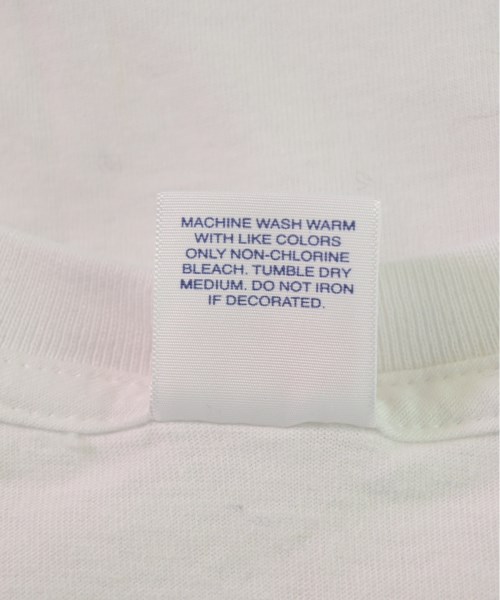 MACHINE WASH WARM
WITH LIKE COLORS
ONLY NON-CHLORINE
BLEACH. TUMBLE DRY
MEDIUM. DO NOT IRON
IF DECORATED.